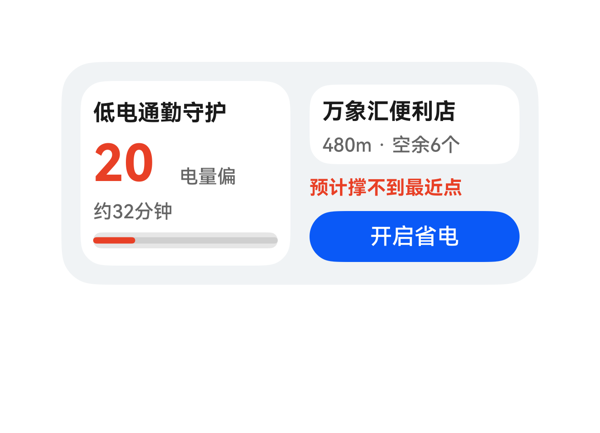 低电通勤守护
20 电量偏
约32分钟
万象汇便利店
480m · 空余6个
预计撑不到最近点
开启省电